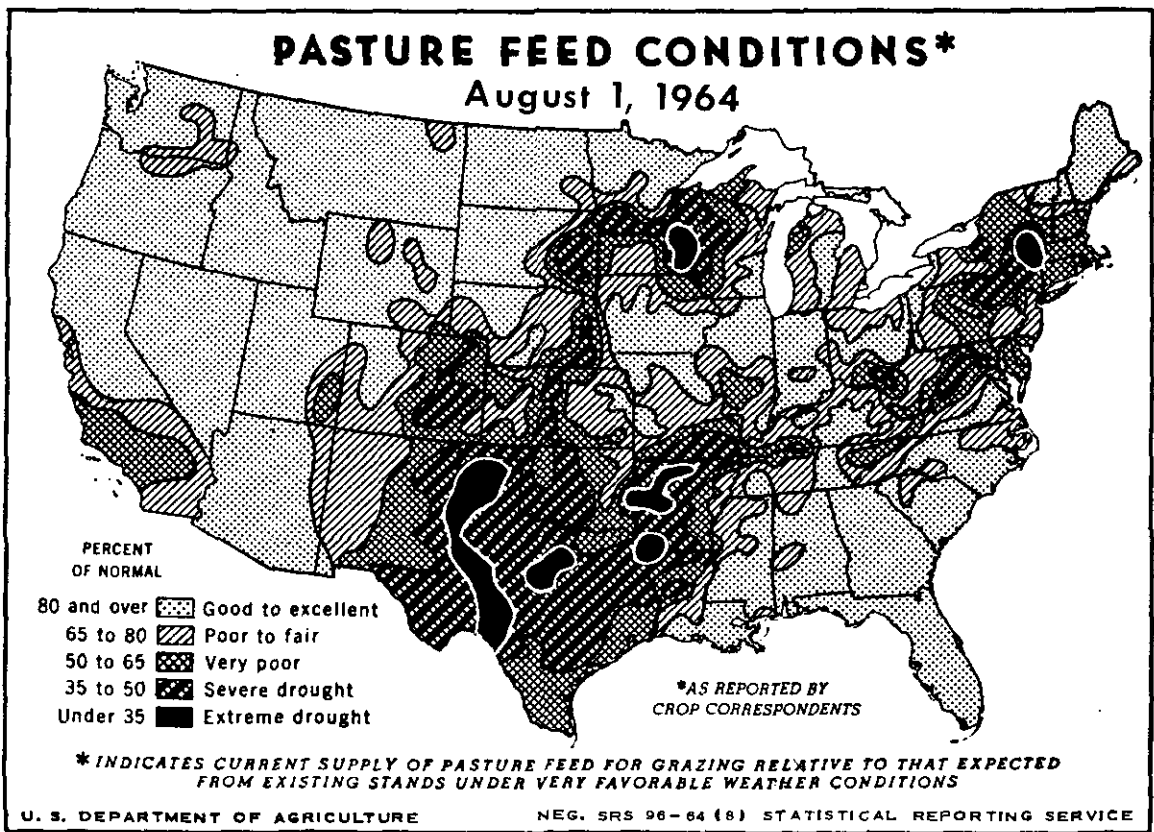 PASTURE FEED CONDITIONS*
August 1, 1964
PERCENT
OF NORMAL
80 and over Good to excellent
65 to 80 Poor to fair
50 to 65 Very poor
35 to 50 Severe drought
Under 35 Extreme drought
*AS REPORTED BY
CROP CORRESPONDENTS
* INDICATES CURRENT SUPPLY OF PASTURE FEED FOR GRAZING RELATIVE TO THAT EXPECTED
FROM EXISTING STANDS UNDER VERY FAVORABLE WEATHER CONDITIONS
U. S. DEPARTMENT OF AGRICULTURE NEG. SRS 96-64 (8) STATISTICAL REPORTING SERVICE